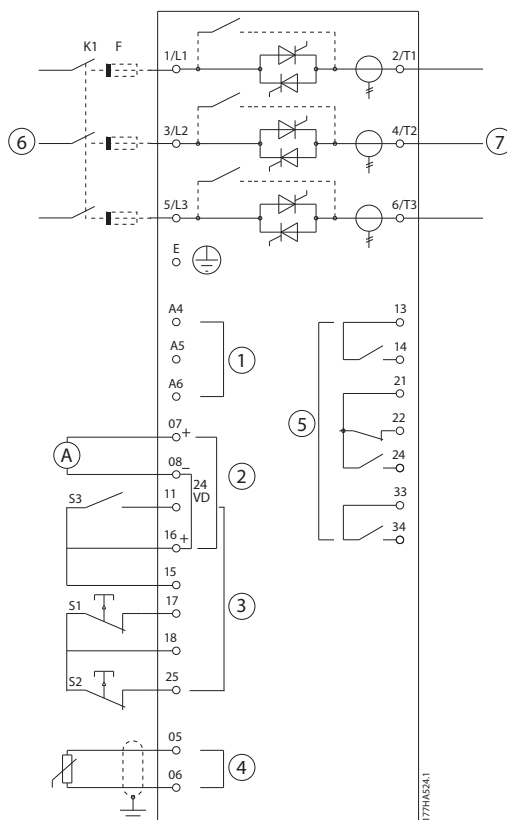 K1 F 1/L1 2/T1
6 3/L2 4/T2 7
5/L3 6/T3
E
A4 13
A5 1 14
A6 21
07 + 5 22
A 08 – 2 24
24
VD
S3 11 33
16 + 34
15
S1 17 3
18
S2 25
05
4
06
177HA524.1